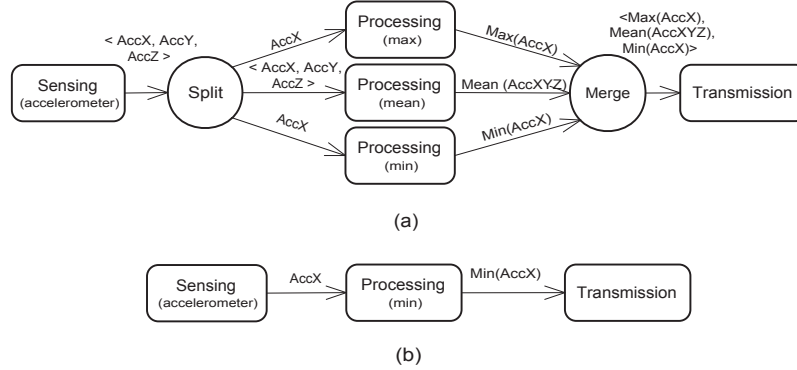 < AccX, AccY,
AccZ >
Sensing
(accelerometer)
Split
AccX
< AccX, AccY,
AccZ >
AccX
Processing
(max)
Processing
(mean)
Processing
(min)
Max(AccX)
Mean (AccXYZ)
Min(AccX)
<Max(AccX),
Mean(AccXYZ),
Min(AccX)>
Merge
Transmission
(a)
Sensing
(accelerometer)
AccX
Processing
(min)
Min(AccX)
Transmission
(b)